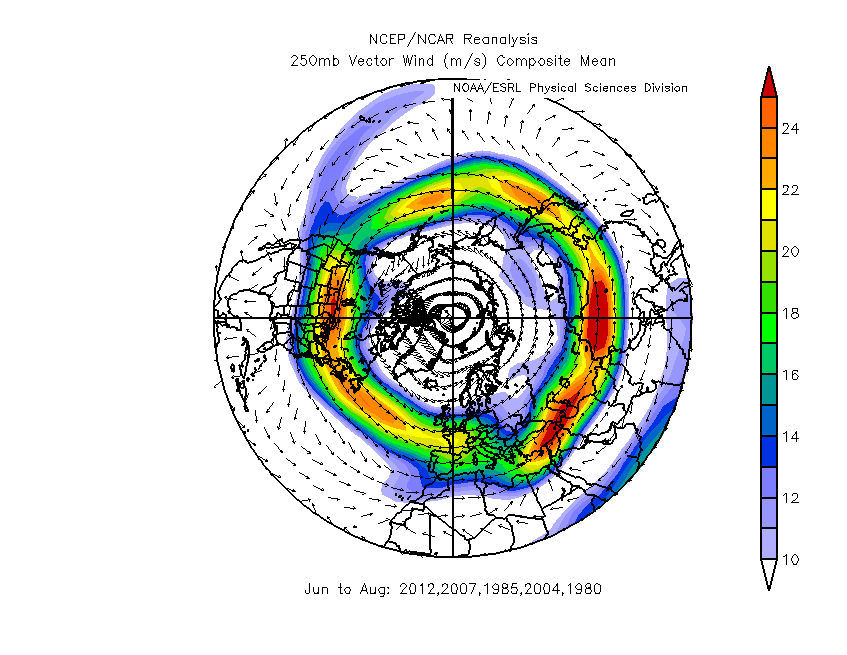 NCEP/NCAR Reanalysis
250mb Vector Wind (m/s) Composite Mean
NOAA/ESRL Physical Sciences Division
24
22
20
18
16
14
12
10
Jun to Aug: 2012,2007,1985,2004,1980